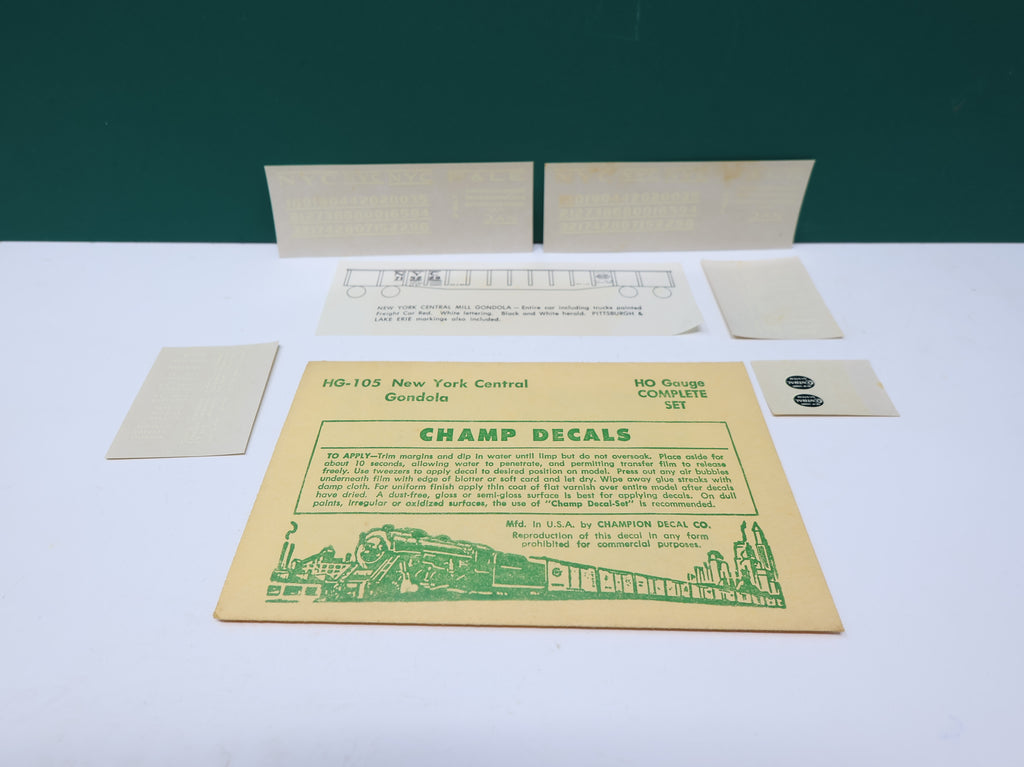 NYC NYC
NEW YORK CENTRAL MILL GONDOLA — Entire car including trucks painted
Freight Car Red. White lettering. Black and White herald. PITTSBURGH &
LAKE ERIE markings also included.
HG-105 New York Central
Gondola
HO Gauge
COMPLETE
SET
CHAMP DECALS
TO APPLY—Trim margins and dip in water until limp but do not oversoak. Place aside for
about 10 seconds, allowing water to penetrate, and permitting transfer film to release
freely. Use tweezers to apply decal to desired position on model. Press out any air bubbles
underneath film with edge of blotter or soft card and let dry. Wipe away glue streaks with
damp cloth. For uniform finish apply thin coat of flat varnish over entire model after decals
have dried. A dust-free, gloss or semi-gloss surface is best for applying decals. On dull
paints, irregular or oxidized surfaces, the use of "Champ Decal-Set" is recommended.
Mfd. in U.S.A. by CHAMPION DECAL CO.
Reproduction of this decal in any form
prohibited for commercial purposes.